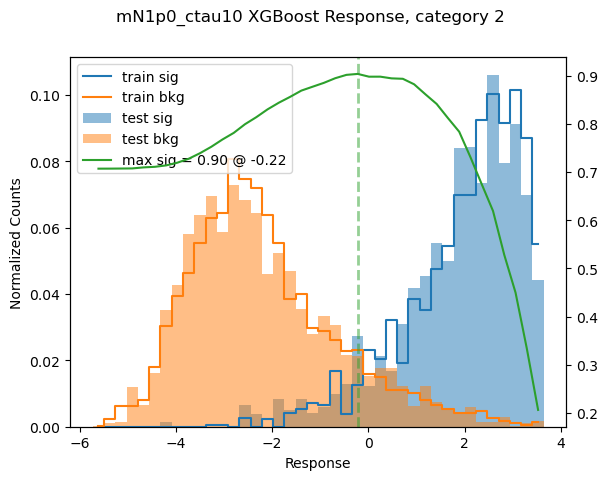 mN1p0_ctau10 XGBoost Response, category 2
train sig
train bkg
test sig
test bkg
max sig = 0.90 @ -0.22
Normalized Counts
0.10
0.08
0.06
0.04
0.02
0.00
0.9
0.8
0.7
0.6
0.5
0.4
0.3
0.2
−6 −4 −2 0 2 4
Response